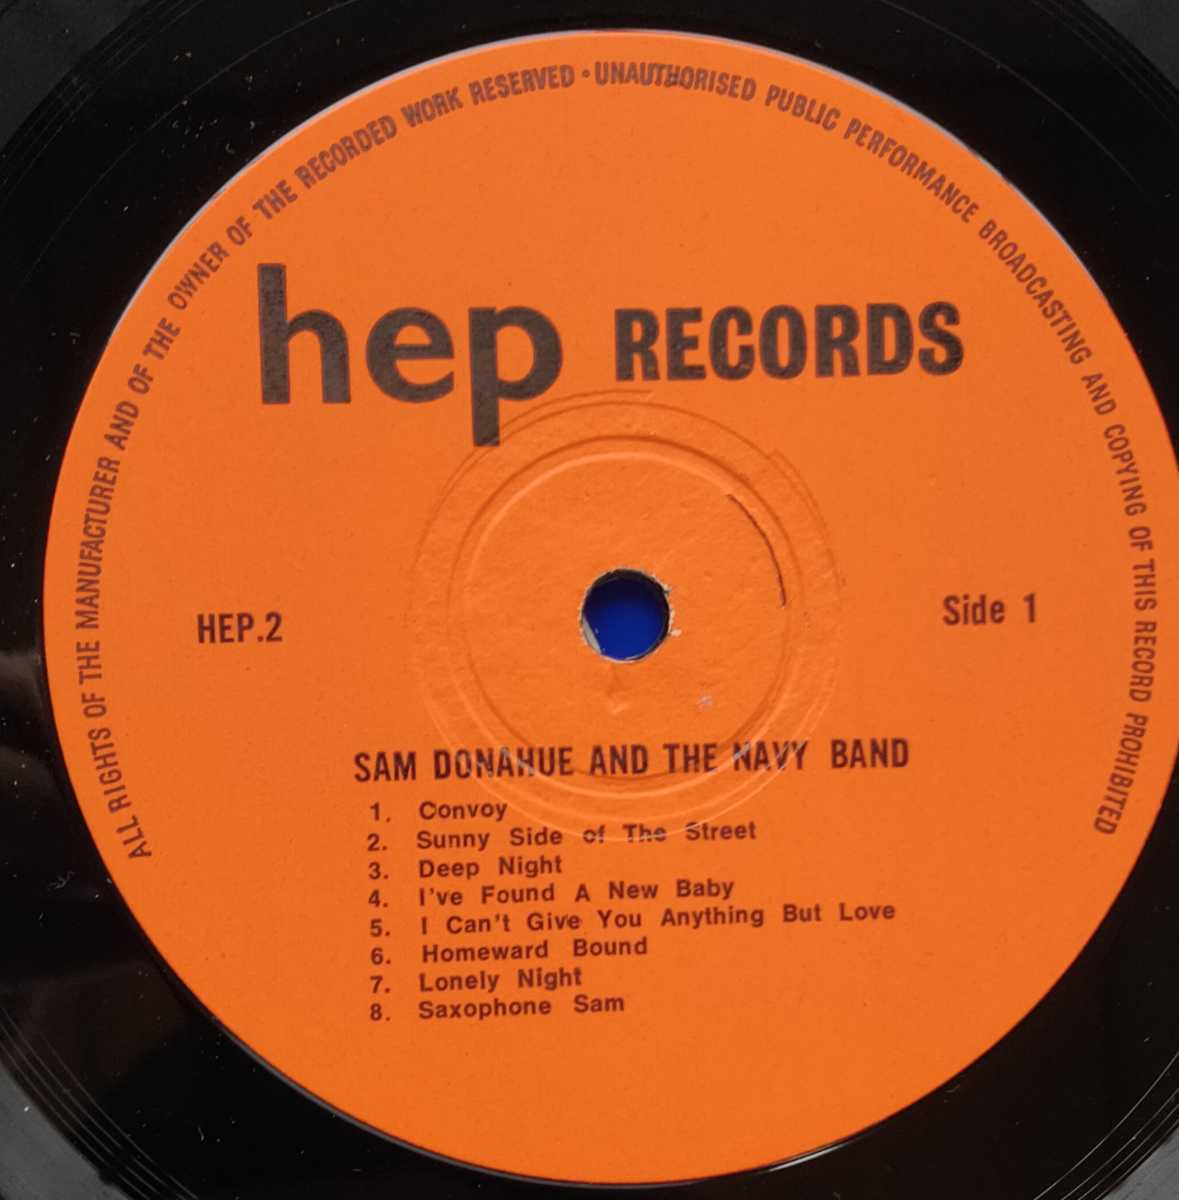 ALL RIGHTS OF THE MANUFACTURER AND OF THE OWNER OF THE RECORDED WORK RESERVED • UNAUTHORISED PUBLIC PERFORMANCE BROADCASTING AND COPYING OF THIS RECORD PROHIBITED
hep RECORDS
HEP.2
Side 1
SAM DONAHUE AND THE NAVY BAND
1. Convoy
2. Sunny Side of The Street
3. Deep Night
4. I've Found A New Baby
5. I Can't Give You Anything But Love
6. Homeward Bound
7. Lonely Night
8. Saxophone Sam